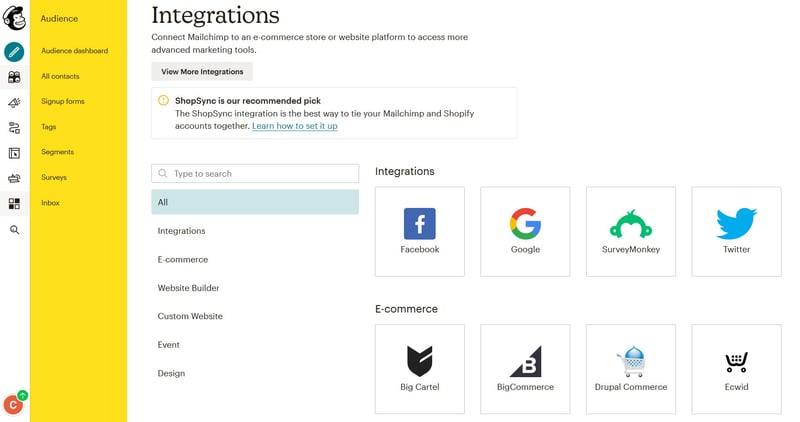 Audience
Audience dashboard
All contacts
Signup forms
Tags
Segments
Surveys
Inbox
C
Integrations
Connect Mailchimp to an e-commerce store or website platform to access more
advanced marketing tools.
View More Integrations
ShopSync is our recommended pick
The ShopSync integration is the best way to tie your Mailchimp and Shopify
accounts together. Learn how to set it up
Type to search
All
Integrations
E-commerce
Website Builder
Custom Website
Event
Design
Integrations
Facebook
Google
SurveyMonkey
Twitter
E-commerce
Big Cartel
BigCommerce
Drupal Commerce
Ecwid